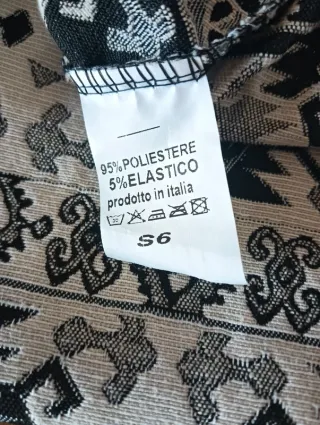 95%POLIESTERE
5%ELASTICO
prodotto in italia
S6